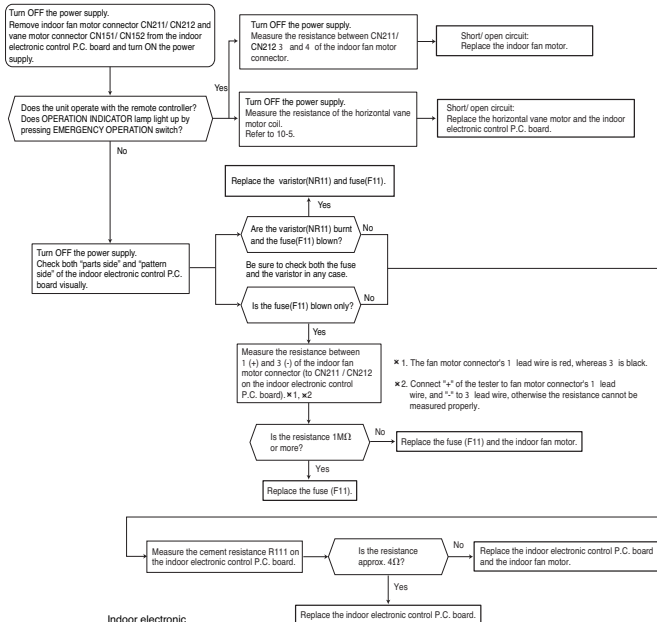 Turn OFF the power supply.
Remove indoor fan motor connector CN211/ CN212 and
vane motor connector CN151/ CN152 from the indoor
electronic control P.C. board and turn ON the power
supply.
Turn OFF the power supply.
Measure the resistance between CN211/
CN212 3 and 4 of the indoor fan motor
connector.
Short/ open circuit:
Replace the indoor fan motor.
Yes
Does the unit operate with the remote controller?
Does OPERATION INDICATOR lamp light up by
pressing EMERGENCY OPERATION switch?
Turn OFF the power supply.
Measure the resistance of the horizontal vane
motor coil.
Refer to 10-5.
Short/ open circuit:
Replace the horizontal vane motor and the indoor
electronic control P.C. board.
No
Replace the varistor(NR11) and fuse(F11).
Yes
Are the varistor(NR11) burnt
and the fuse(F11) blown?
No
Turn OFF the power supply.
Check both "parts side" and "pattern
side" of the indoor electronic control P.C.
board visually.
Be sure to check both the fuse
and the varistor in any case.
Is the fuse(F11) blown only?
No
Yes
Measure the resistance between
1 (+) and 3 (-) of the indoor fan
motor connector (to CN211 / CN212
on the indoor electronic control
P.C. board). ×1, ×2
× 1. The fan motor connector's 1 lead wire is red, whereas 3 is black.
×2. Connect "+" of the tester to fan motor connector's 1 lead
wire, and "-" to 3 lead wire, otherwise the resistance cannot be
measured properly.
Is the resistance 1MΩ
or more?
No
Replace the fuse (F11) and the indoor fan motor.
Yes
Replace the fuse (F11).
Measure the cement resistance R111 on
the indoor electronic control P.C. board.
Is the resistance
approx. 4Ω?
No
Replace the indoor electronic control P.C. board
and the indoor fan motor.
Yes
Replace the indoor electronic control P.C. board.
Indoor electronic